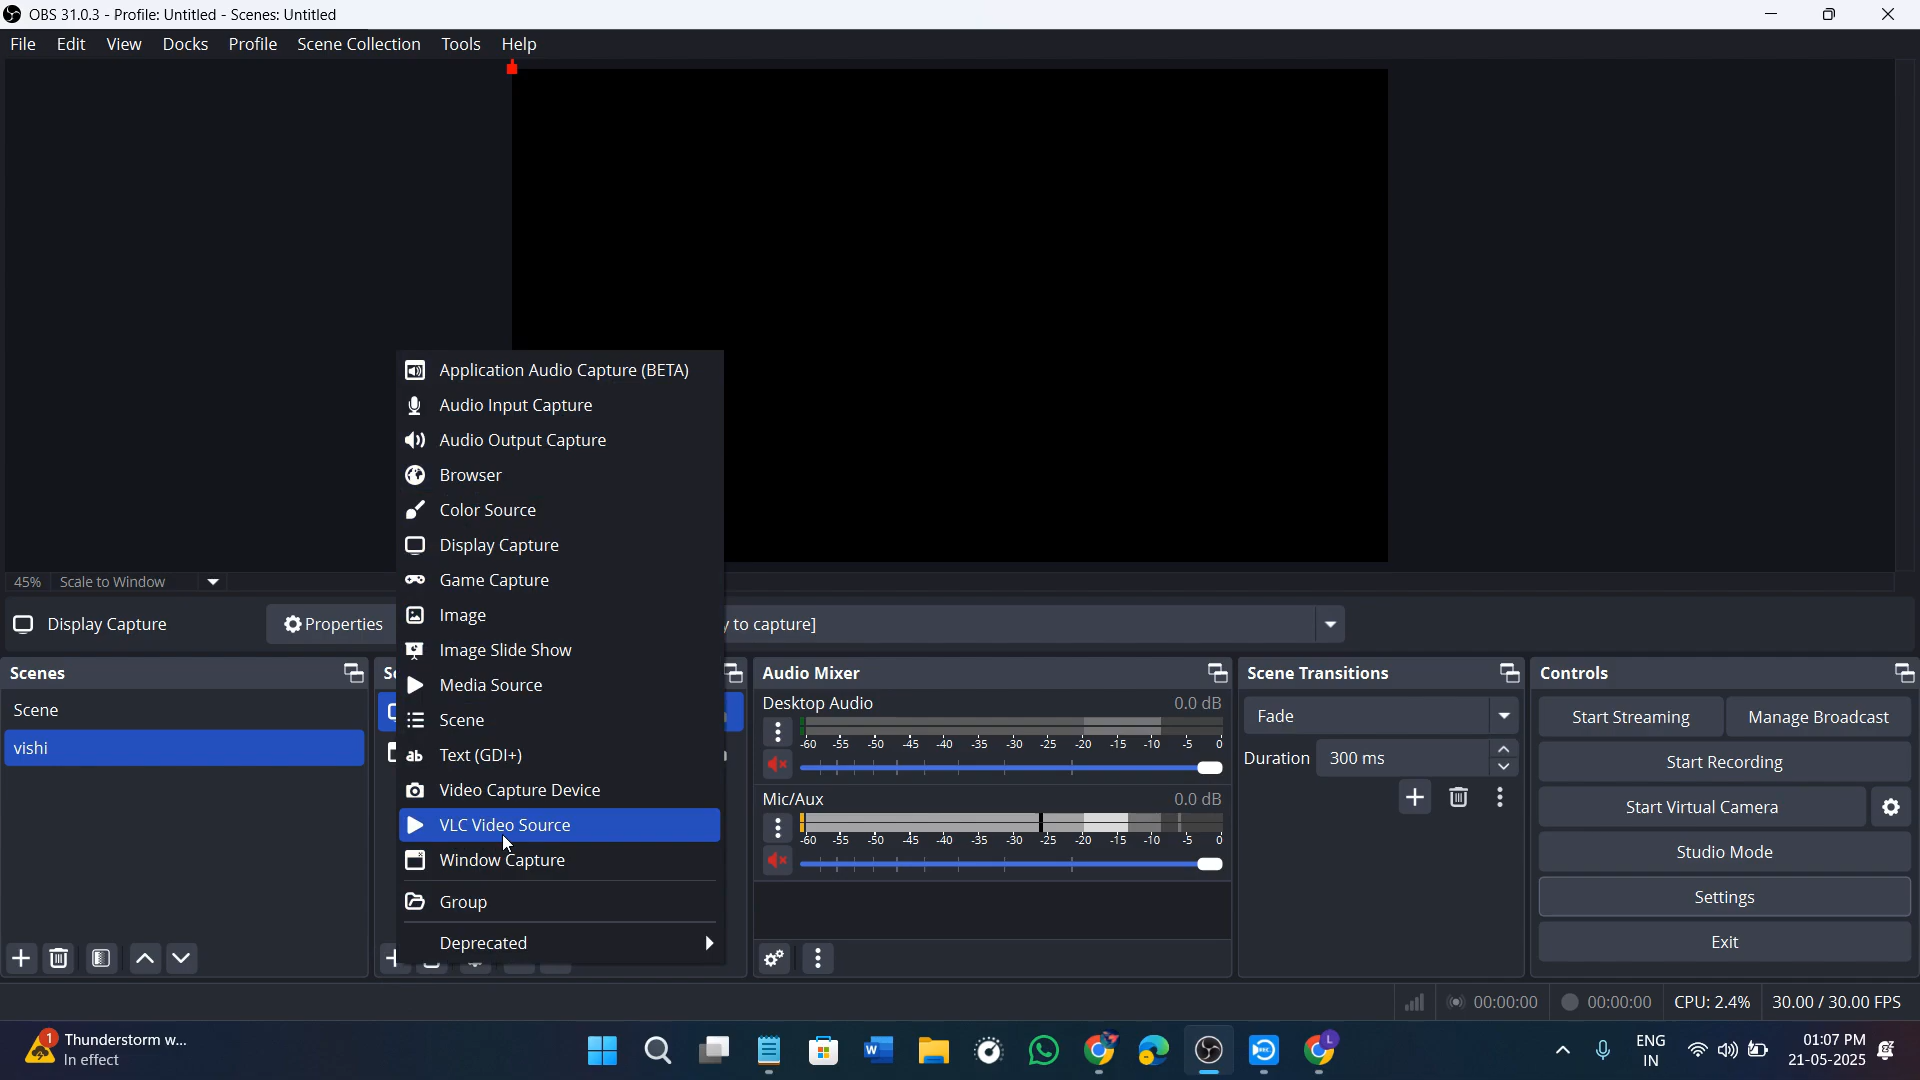 OBS 31.0.3 - Profile: Untitled - Scenes: Untitled
File Edit View Docks Profile Scene Collection Tools Help
Application Audio Capture (BETA)
Audio Input Capture
Audio Output Capture
Browser
Color Source
Display Capture
Game Capture
Image
Image Slide Show
Media Source
Scene
Text (GDI+)
Video Capture Device
VLC Video Source
Window Capture
Group
Deprecated
45% Scale to Window
Display Capture Properties
to capture]
Scenes
Scene
vishi
Audio Mixer
Desktop Audio 0.0 dB
-60 -55 -50 -45 -40 -35 -30 -25 -20 -15 -10 -5 0
Mic/Aux 0.0 dB
-60 -55 -50 -45 -40 -35 -30 -25 -20 -15 -10 -5 0
Scene Transitions
Fade
Duration 300 ms
Controls
Start Streaming Manage Broadcast
Start Recording
Start Virtual Camera
Studio Mode
Settings
Exit
00:00:00 00:00:00 CPU: 2.4% 30.00 / 30.00 FPS
1 Thunderstorm w...
In effect
ENG
IN
01:07 PM
21-05-2025